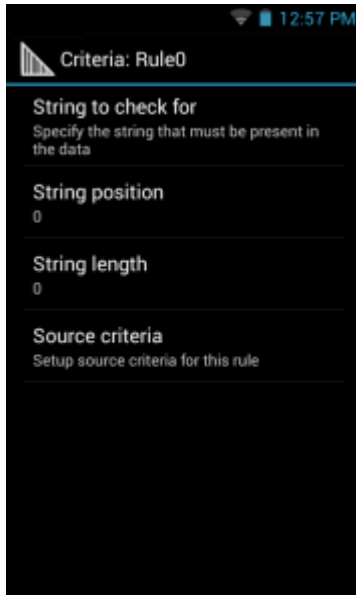 12:57 PM
Criteria: Rule0
String to check for
Specify the string that must be present in
the data
String position
0
String length
0
Source criteria
Setup source criteria for this rule